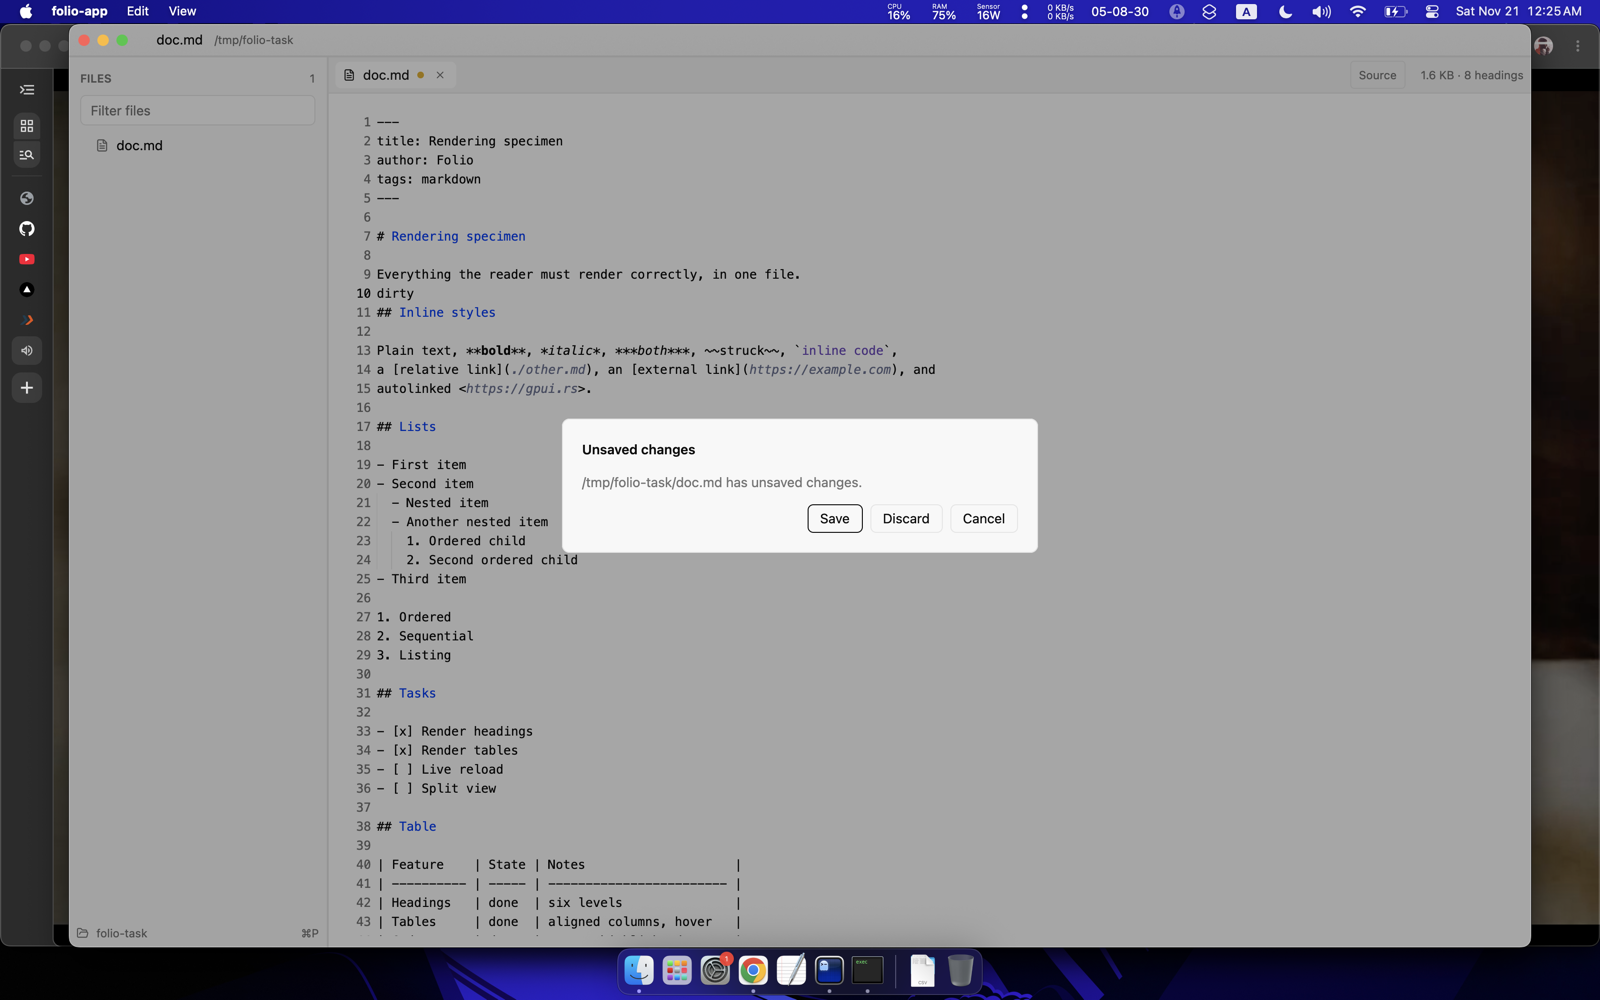 folio-app Edit View
CPU 16% RAM 75% Sensor 16W 0 KB/s 0 KB/s 05-08-30 A Sat Nov 21 12:25 AM
doc.md /tmp/folio-task
FILES 1
Filter files
doc.md
doc.md
Source 1.6 KB · 8 headings
1 ---
2 title: Rendering specimen
3 author: Folio
4 tags: markdown
5 ---
6
7 # Rendering specimen
8
9 Everything the reader must render correctly, in one file.
10 dirty
11 ## Inline styles
12
13 Plain text, **bold**, *italic*, ***both***, ~~struck~~, `inline code`,
14 a [relative link](./other.md), an [external link](https://example.com), and
15 autolinked <https://gpui.rs>.
16
17 ## Lists
18
19 - First item
20 - Second item
21 - Nested item
22 - Another nested item
23 1. Ordered child
24 2. Second ordered child
25 - Third item
26
27 1. Ordered
28 2. Sequential
29 3. Listing
30
31 ## Tasks
32
33 - [x] Render headings
34 - [x] Render tables
35 - [ ] Live reload
36 - [ ] Split view
37
38 ## Table
39
40 | Feature | State | Notes |
41 | ---------- | ----- | ------------------------ |
42 | Headings | done | six levels |
43 | Tables | done | aligned columns, hover |
Unsaved changes
/tmp/folio-task/doc.md has unsaved changes.
Save Discard Cancel
folio-task ⌘P
1
exec
CSV